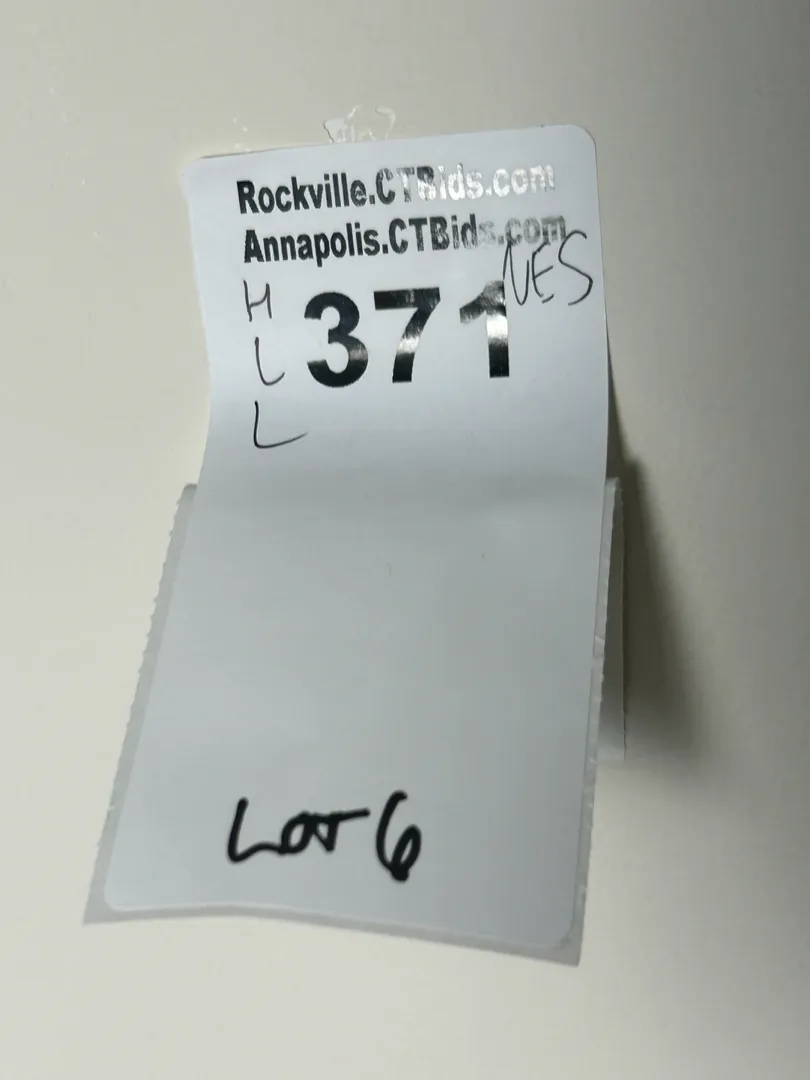 Rockville.CTBids.com
Annapolis.CTBids.com
NES
H
L
L
371
Lot 6